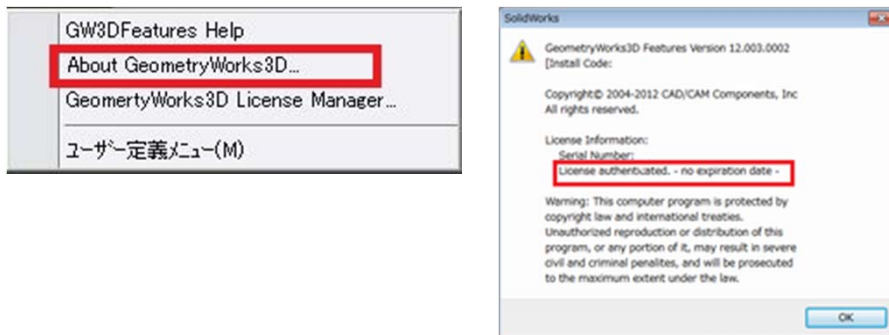 GW3DFeatures Help
About GeometryWorks3D...
GeomertyWorks3D License Manager...
ユーザー定義メニュー(M)
SolidWorks
GeometryWorks3D Features Version 12.003.0002
[Install Code:
Copyright© 2004-2012 CAD/CAM Components, Inc
All rights reserved.
License Information:
Serial Number:
License authenticated. - no expiration date -
Warning: This computer program is protected by
copyright law and international treaties.
Unauthorized reproduction or distribution of this
program, or any portion of it, may result in severe
civil and criminal penalites, and will be prosecuted
to the maximum extent under the law.
OK